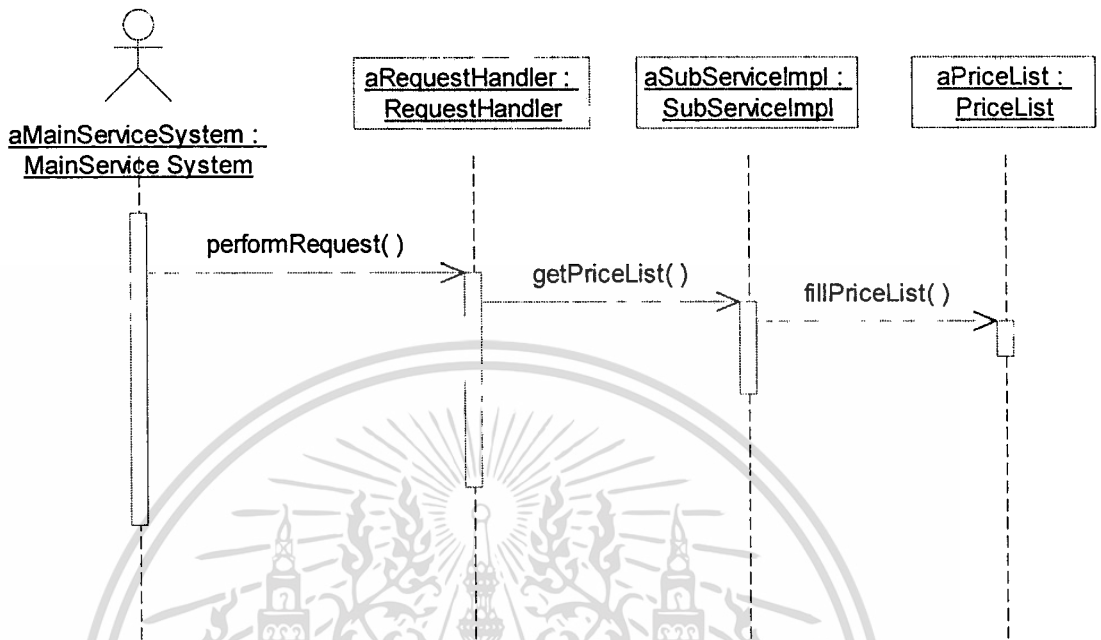 aRequestHandler :
RequestHandler
aSubServiceImpl :
SubServiceImpl
aPriceList :
PriceList
aMainServiceSystem :
MainService System
performRequest( )
getPriceList( )
fillPriceList( )